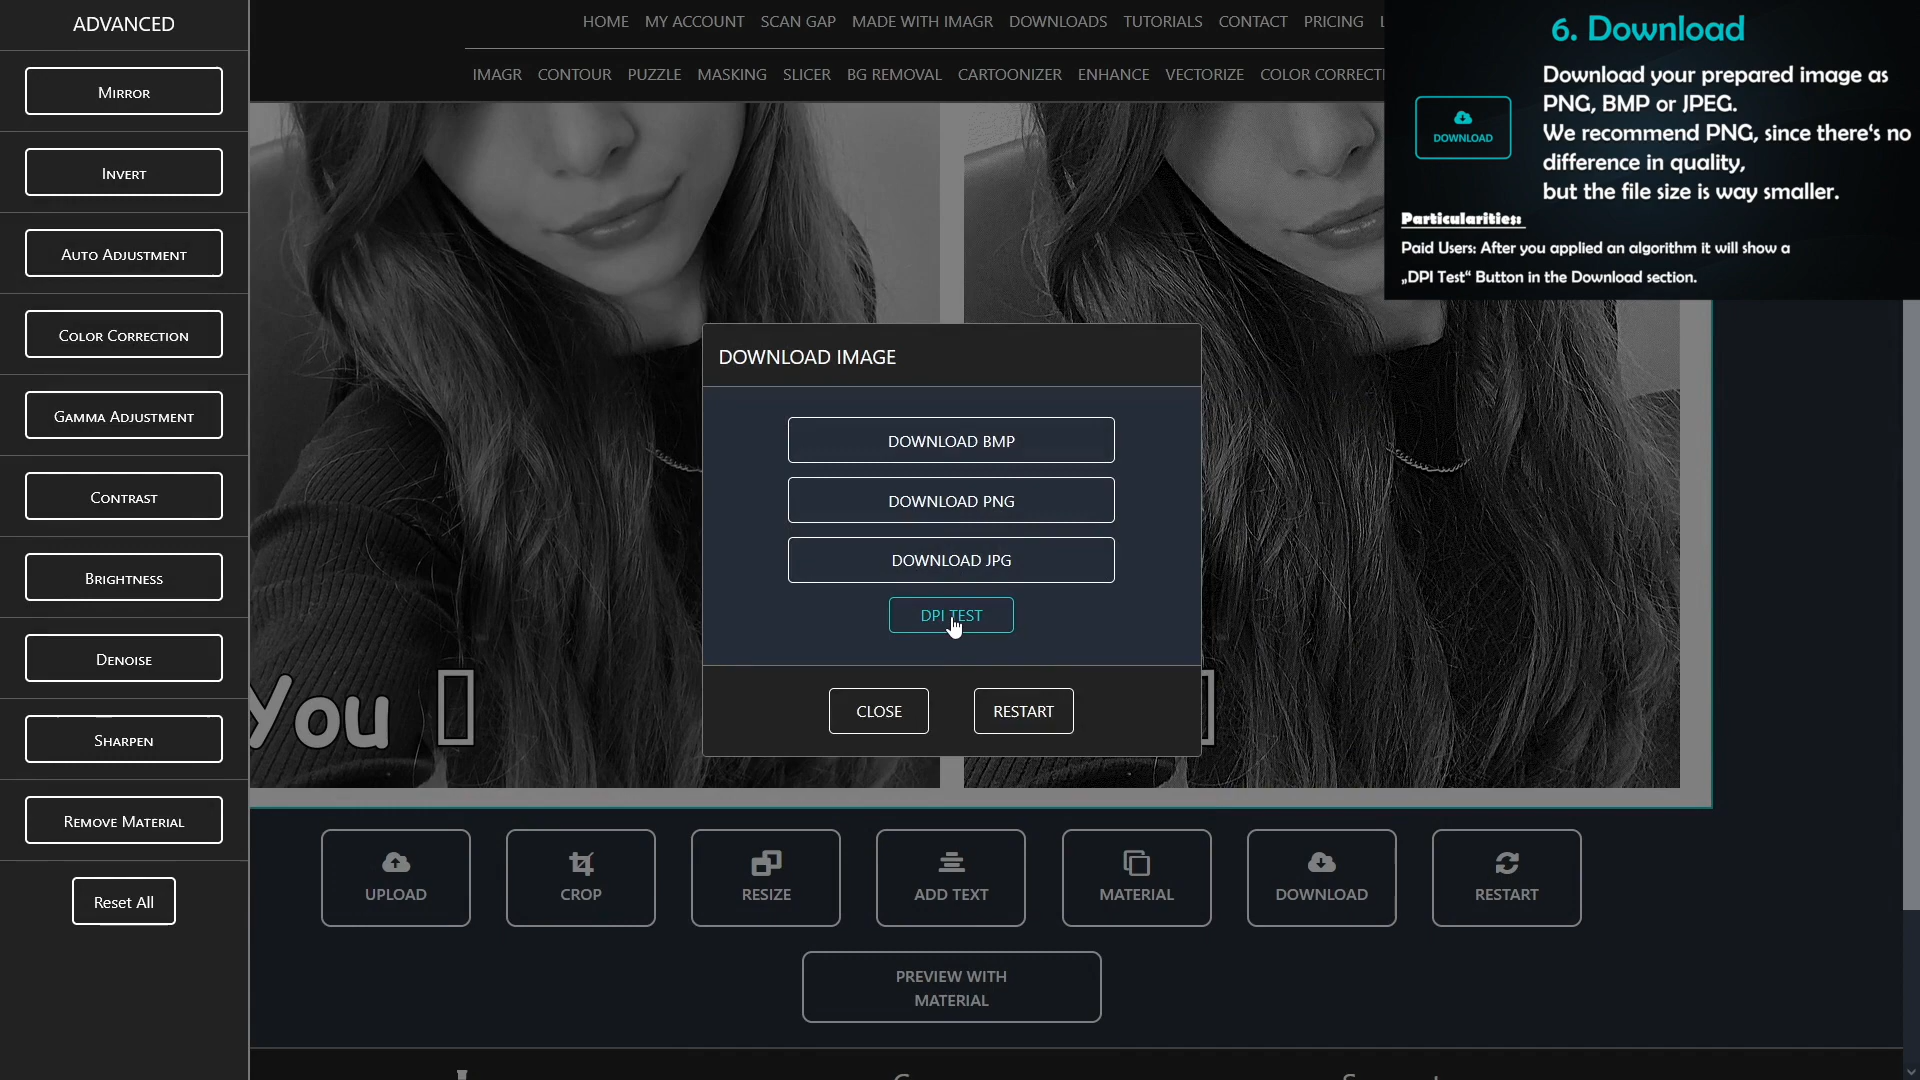 ADVANCED
Mirror
Invert
Auto Adjustment
Color Correction
Gamma Adjustment
Contrast
Brightness
Denoise
Sharpen
Remove Material
Reset All
HOME MY ACCOUNT SCAN GAP MADE WITH IMAGR DOWNLOADS TUTORIALS CONTACT PRICING
IMAGR CONTOUR PUZZLE MASKING SLICER BG REMOVAL CARTOONIZER ENHANCE VECTORIZE COLOR CORRECTI
6. Download
Download your prepared image as
PNG, BMP or JPEG.
We recommend PNG, since there's no
difference in quality,
but the file size is way smaller.
DOWNLOAD
Particularities:
Paid Users: After you applied an algorithm it will show a
„DPI Test“ Button in the Download section.
DOWNLOAD IMAGE
DOWNLOAD BMP
DOWNLOAD PNG
DOWNLOAD JPG
DPI TEST
CLOSE RESTART
You
UPLOAD CROP RESIZE ADD TEXT MATERIAL DOWNLOAD RESTART
PREVIEW WITH
MATERIAL